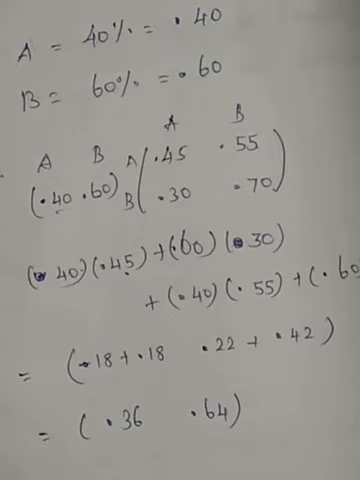 A = 40% = .40
B = 60% = .60
A B
A B A .45 .55
(.40 .60) B .30 .70
(.40)(.45)+(.60)(.30)
+(.40)(.55)+(.60
= (.18+.18 .22+.42)
= (.36 .64)